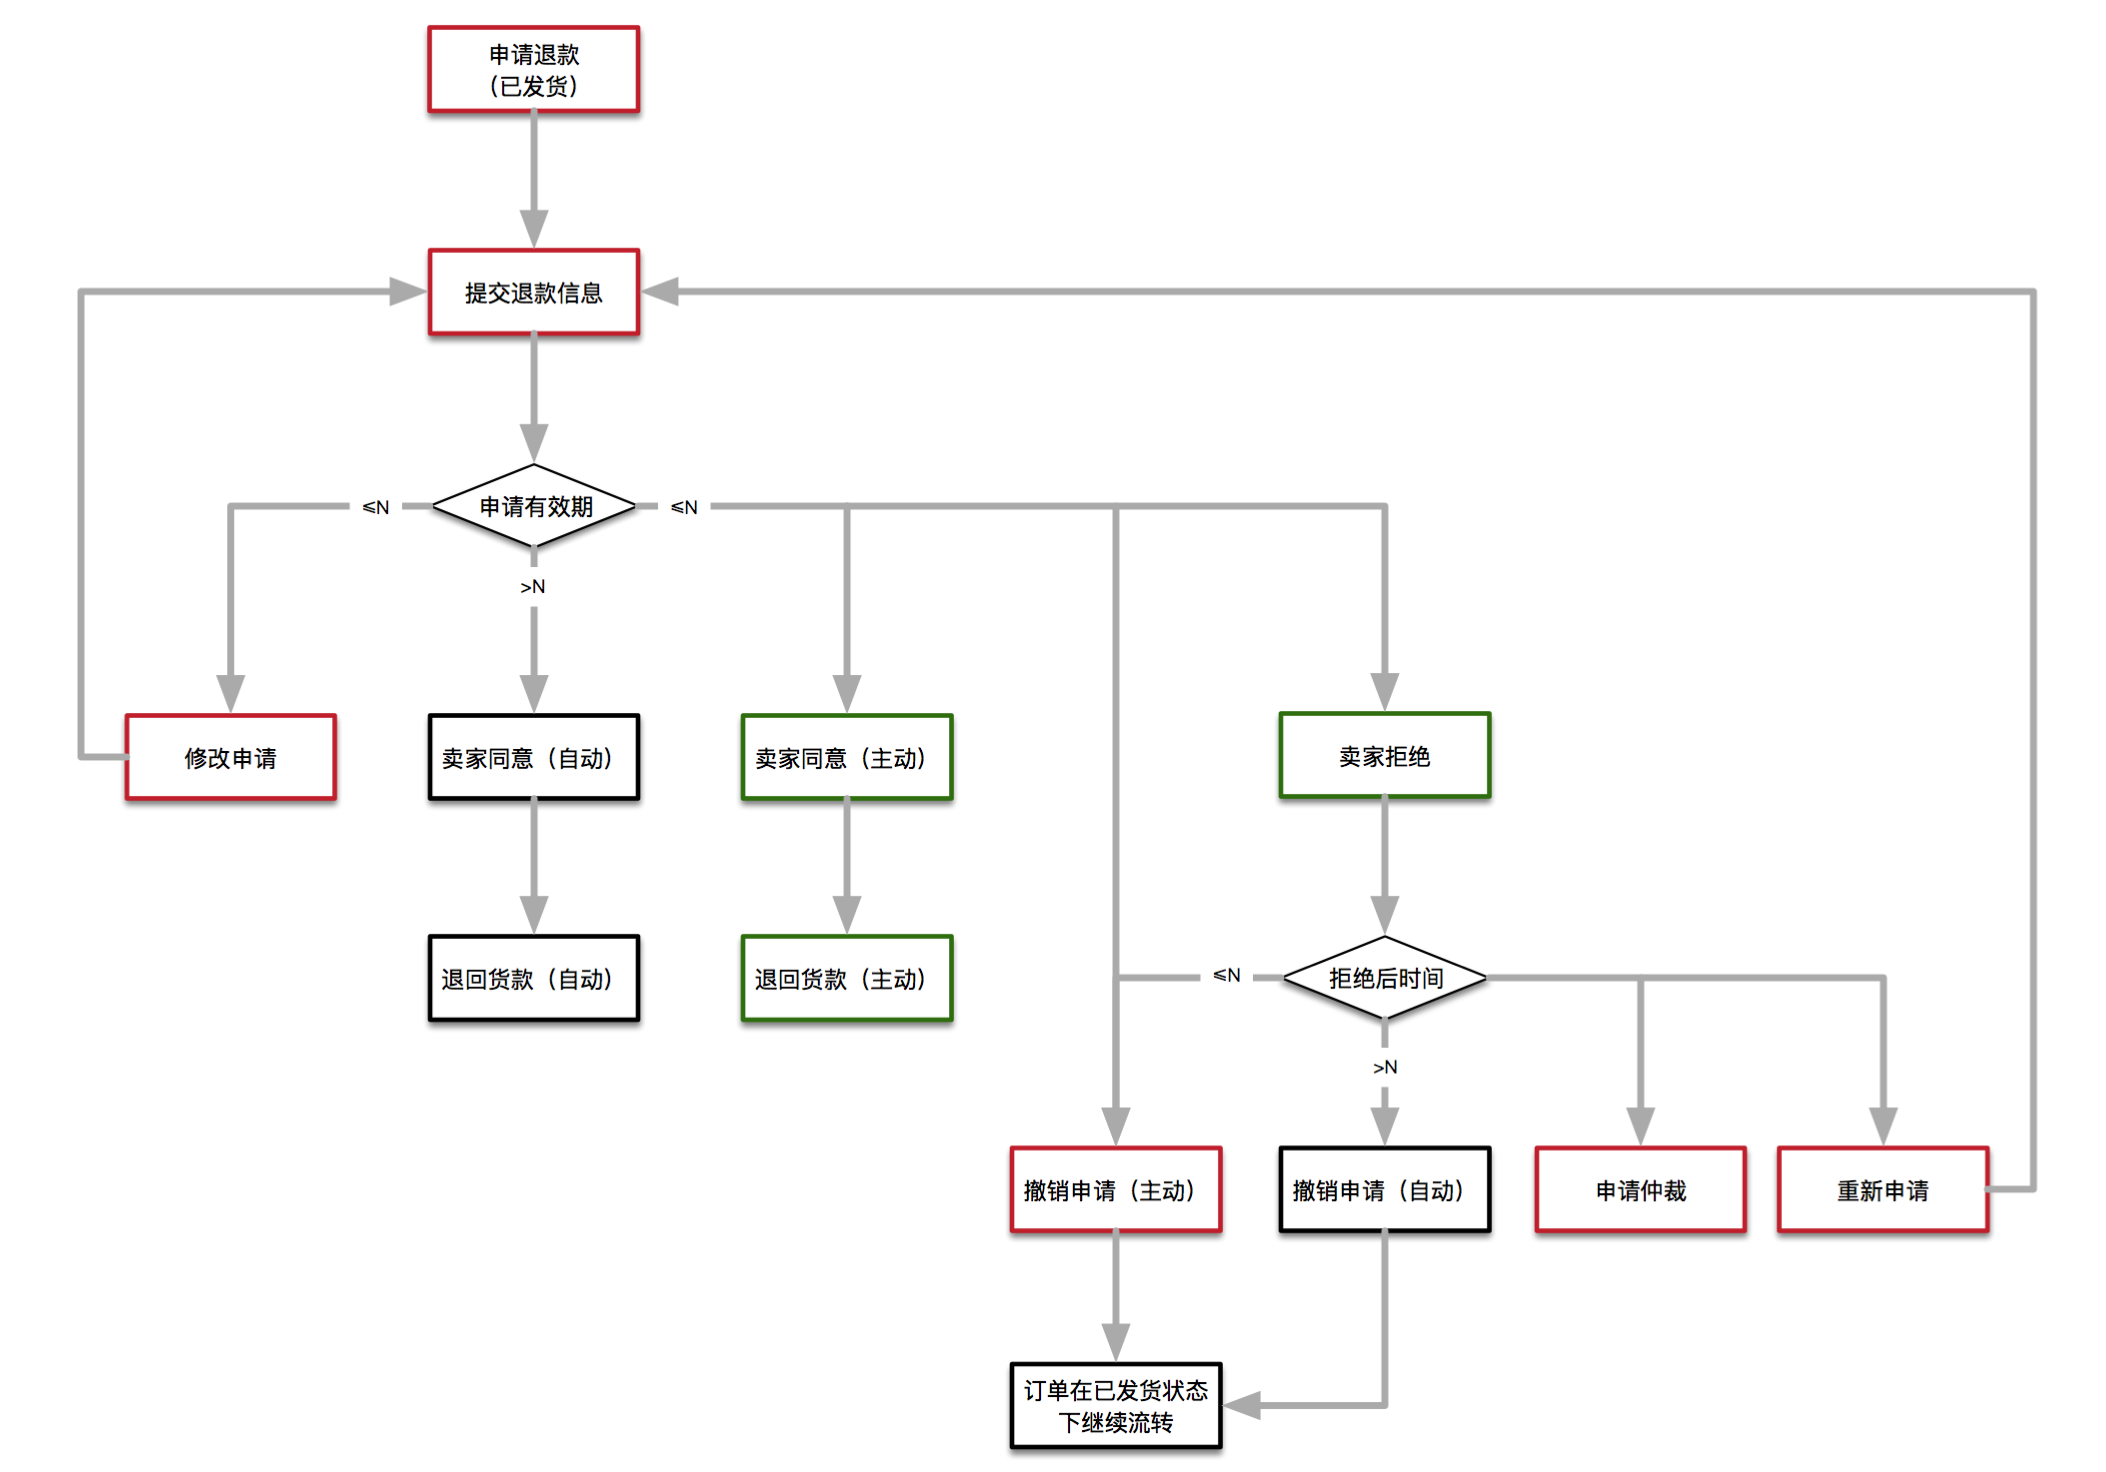 申请退款
（已发货）
提交退款信息
≤N
申请有效期
≤N
>N
修改申请
卖家同意（自动）
卖家同意（主动）
卖家拒绝
退回货款（自动）
退回货款（主动）
≤N
拒绝后时间
>N
撤销申请（主动）
撤销申请（自动）
申请仲裁
重新申请
订单在已发货状态
下继续流转